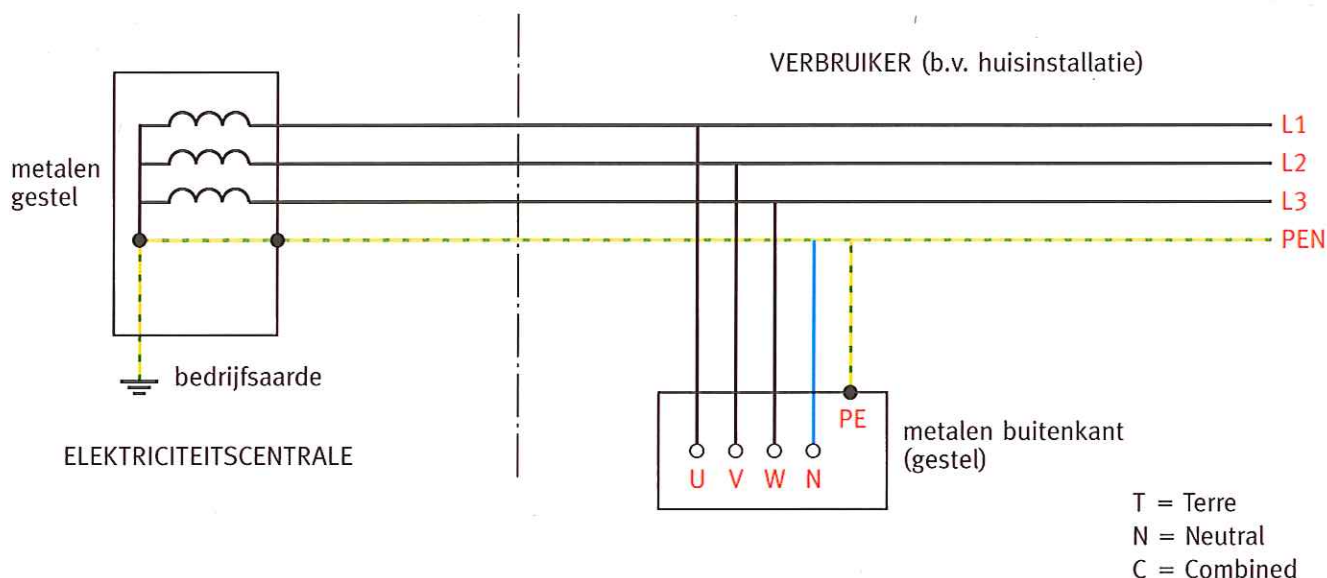 VERBRUIKER (b.v. huisinstallatie)
L1
L2
L3
PEN
metalen
gestel
bedrijfsaarde
ELEKTRICITEITSCENTRALE
PE
U V W N
metalen buitenkant
(gestel)
T = Terre
N = Neutral
C = Combined